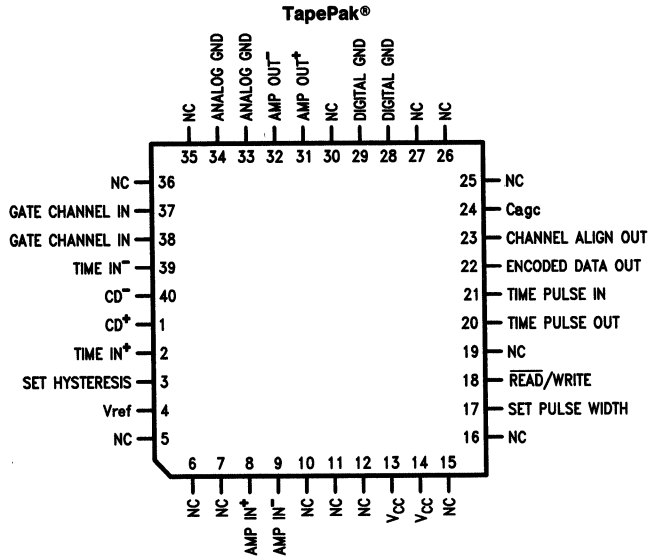 TapePak®
NC
ANALOG GND
ANALOG GND
AMP OUT⁻
AMP OUT⁺
NC
DIGITAL GND
DIGITAL GND
NC
NC
35 34 33 32 31 30 29 28 27 26
NC 36
GATE CHANNEL IN 37
GATE CHANNEL IN 38
TIME IN⁻ 39
CD⁻ 40
CD⁺ 1
TIME IN⁺ 2
SET HYSTERESIS 3
Vref 4
NC 5
25 NC
24 Cagc
23 CHANNEL ALIGN OUT
22 ENCODED DATA OUT
21 TIME PULSE IN
20 TIME PULSE OUT
19 NC
18 R̅E̅A̅D̅/WRITE
17 SET PULSE WIDTH
16 NC
6 7 8 9 10 11 12 13 14 15
NC
NC
AMP IN⁺
AMP IN⁻
NC
NC
NC
VCC
VCC
NC